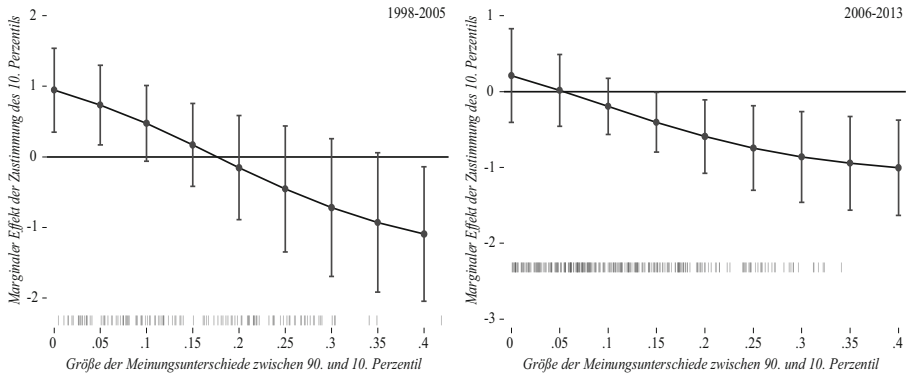 1998-2005
Marginaler Effekt der Zustimmung des 10. Perzentils
2
1
0
-1
-2
0 .05 .1 .15 .2 .25 .3 .35 .4
Größe der Meinungsunterschiede zwischen 90. und 10. Perzentil
2006-2013
Marginaler Effekt der Zustimmung des 10. Perzentils
1
0
-1
-2
-3
0 .05 .1 .15 .2 .25 .3 .35 .4
Größe der Meinungsunterschiede zwischen 90. und 10. Perzentil